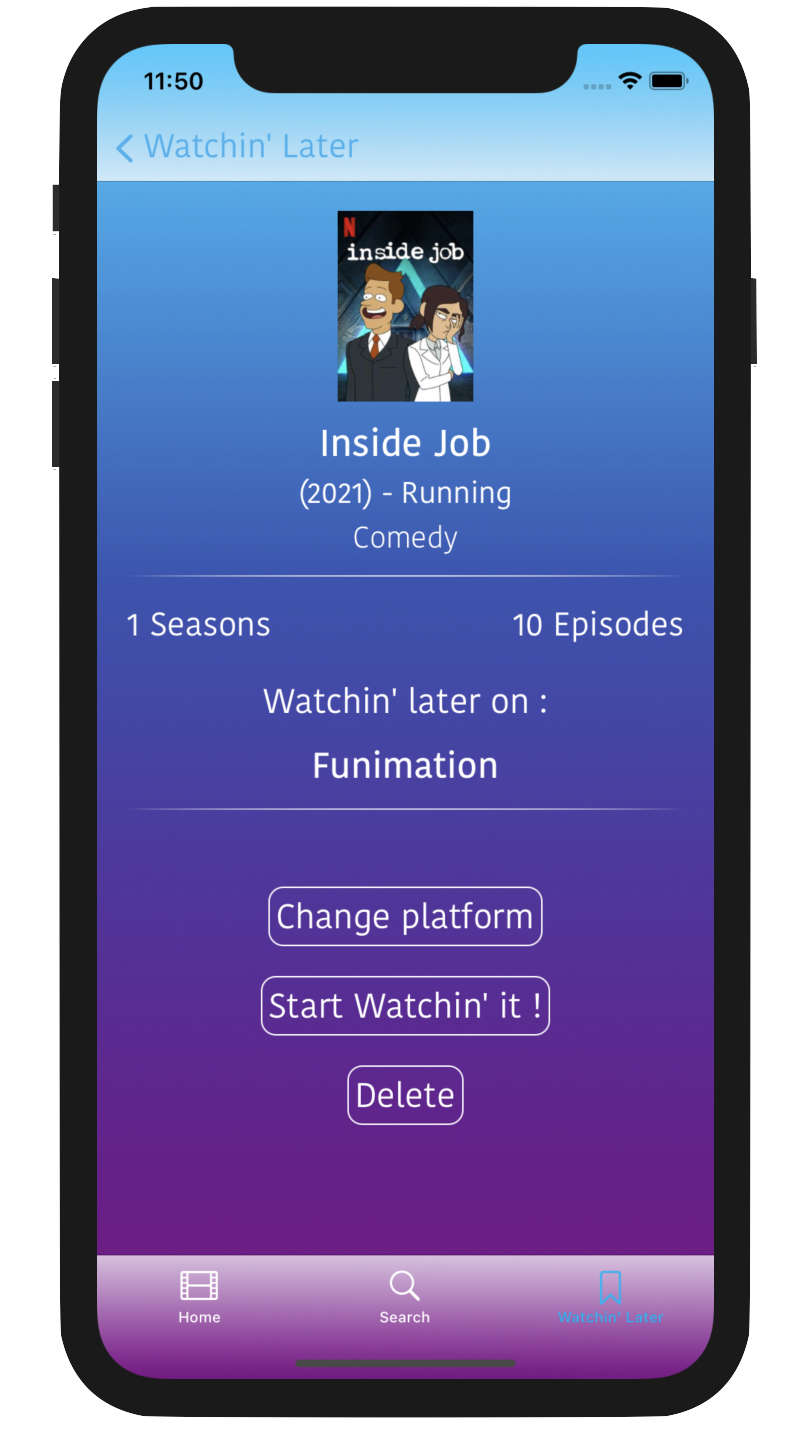 11:50
Watchin' Later
N
inside job
Inside Job
(2021) - Running
Comedy
1 Seasons
10 Episodes
Watchin' later on :
Funimation
Change platform
Start Watchin' it !
Delete
Home
Search
Watchin' Later